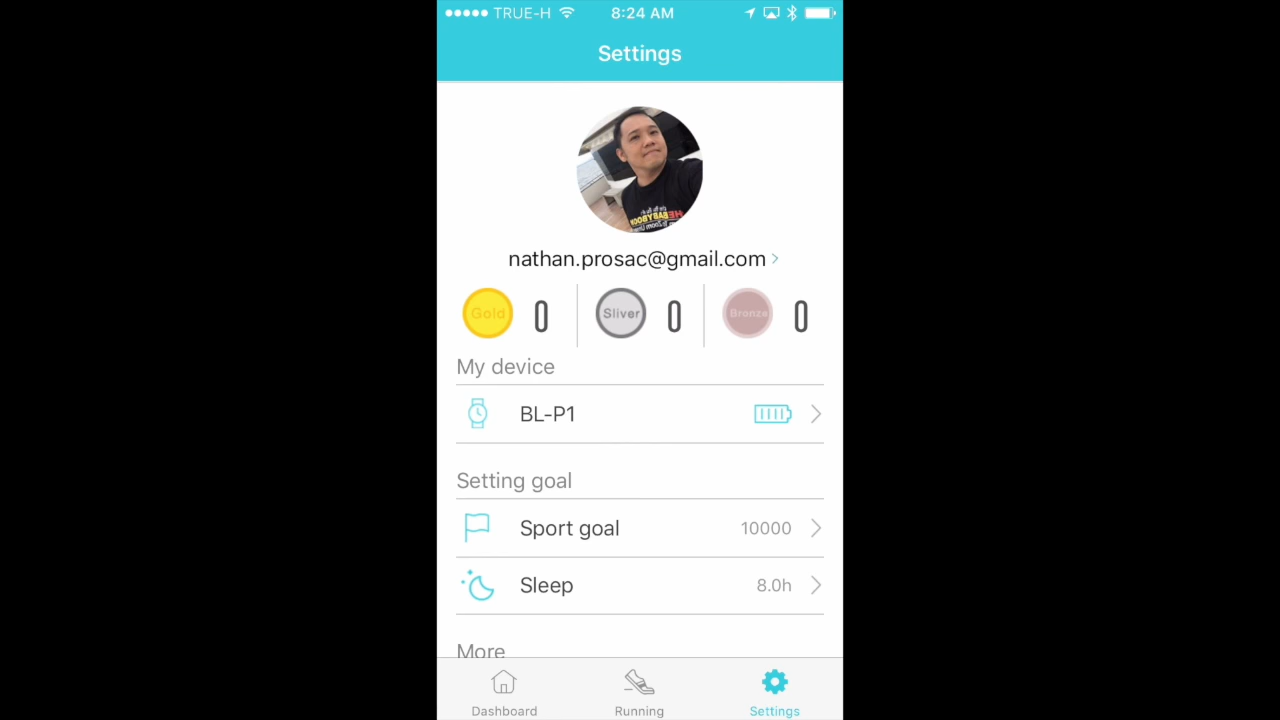 TRUE-H 8:24 AM
Settings
nathan.prosac@gmail.com
Gold 0 Sliver 0 Bronze 0
My device
BL-P1
Setting goal
Sport goal 10000
Sleep 8.0h
More
Dashboard Running Settings